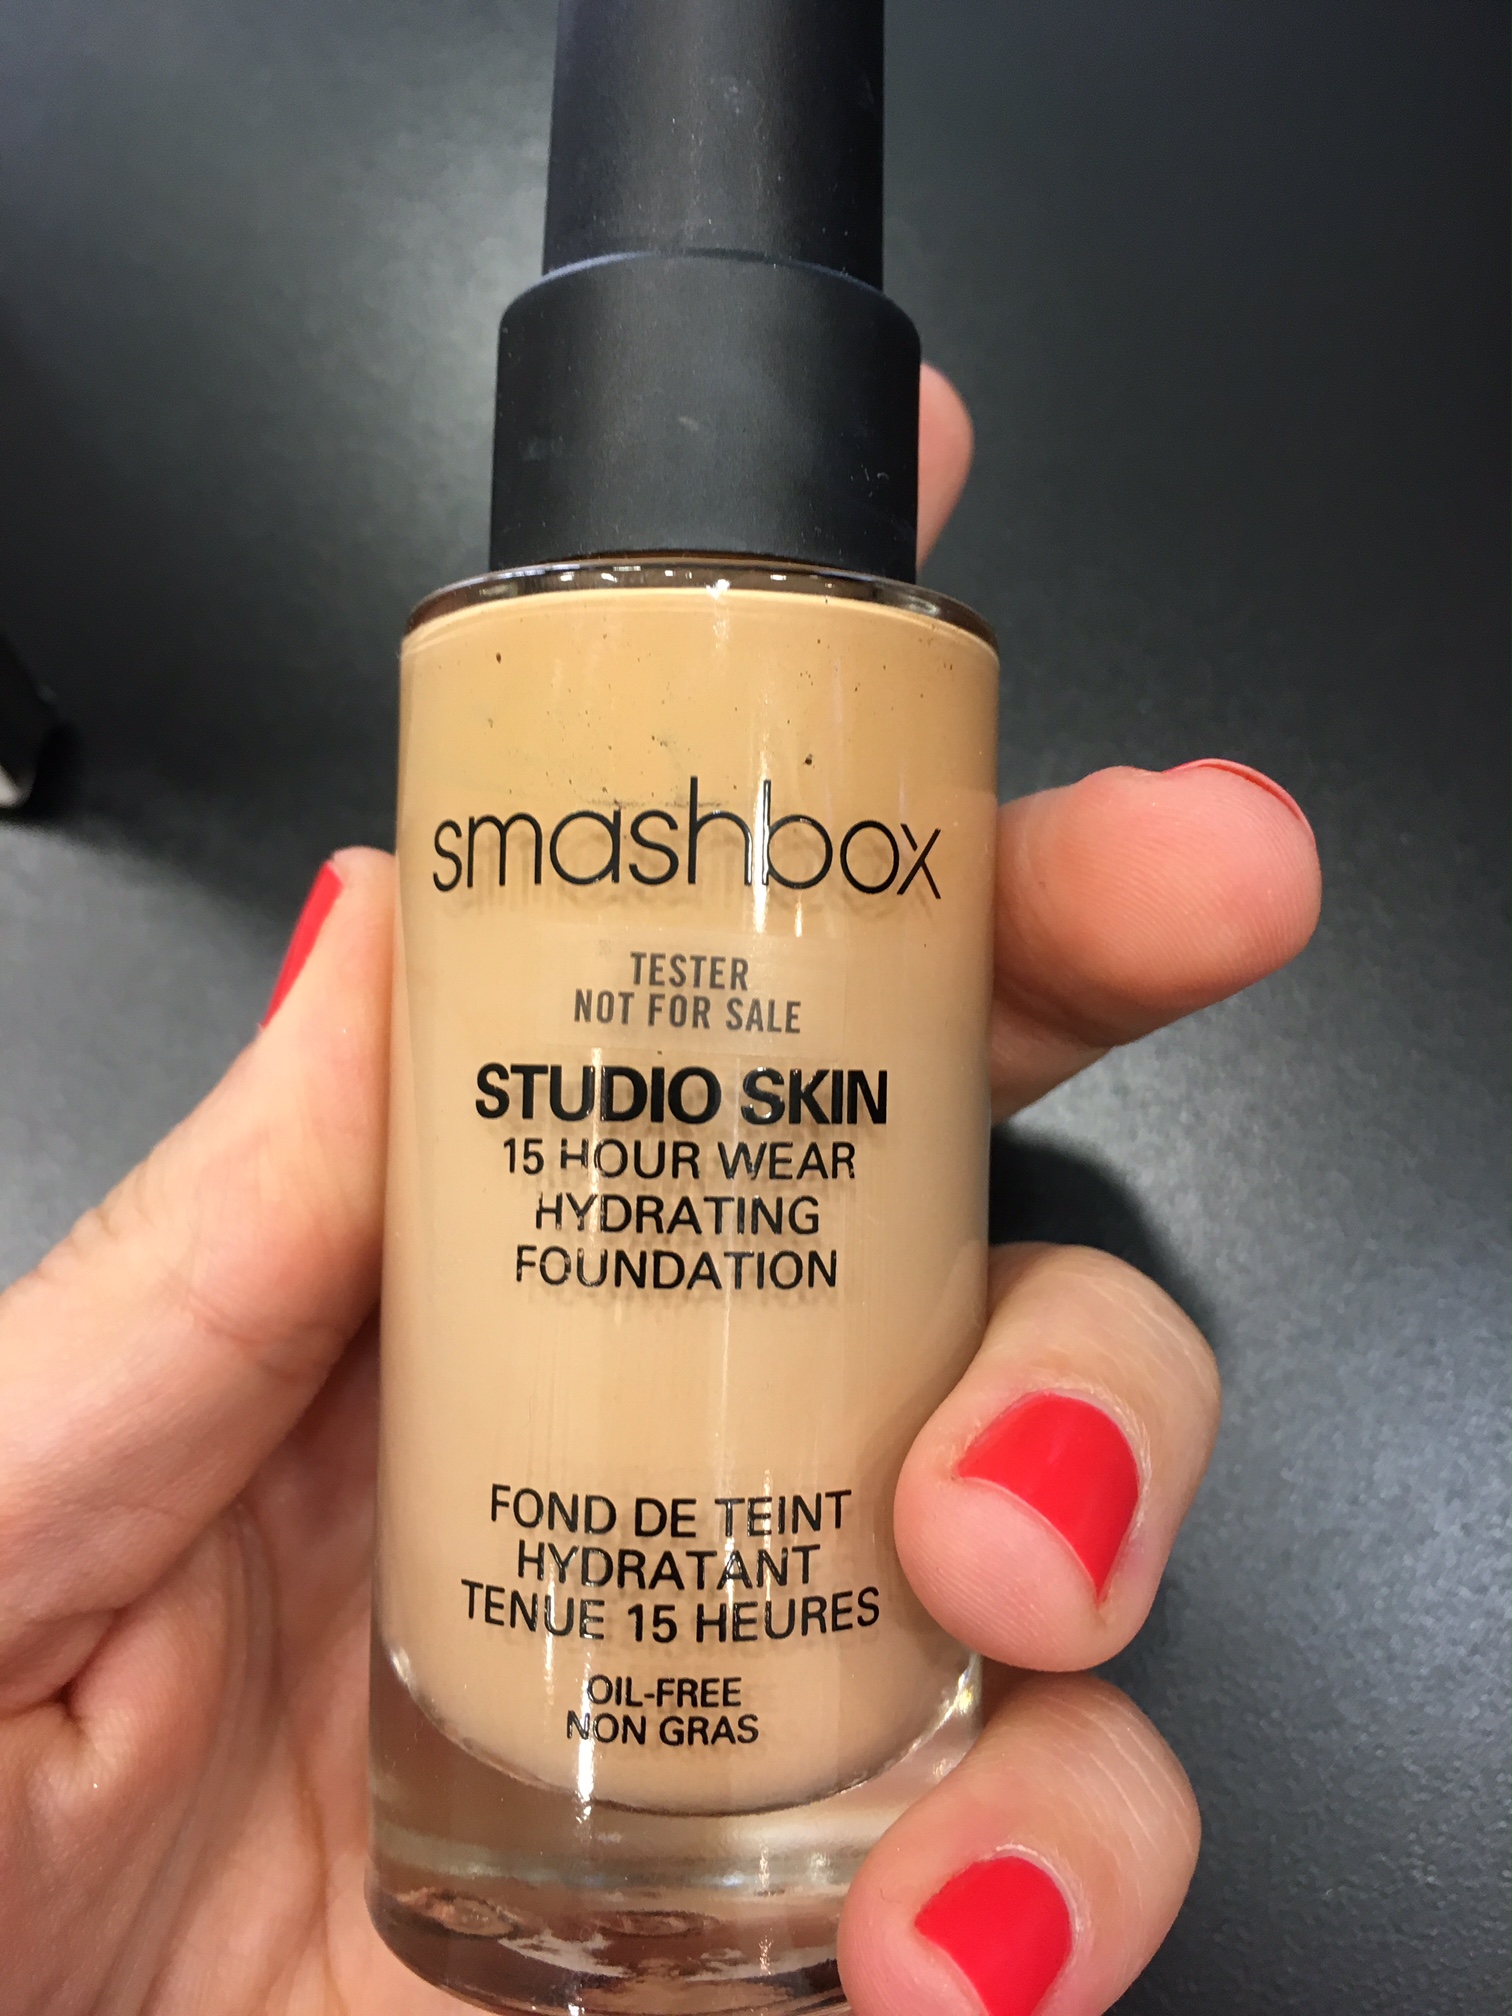 smashbox
TESTER
NOT FOR SALE
STUDIO SKIN
15 HOUR WEAR
HYDRATING
FOUNDATION
FOND DE TEINT
HYDRATANT
TENUE 15 HEURES
OIL-FREE
NON GRAS